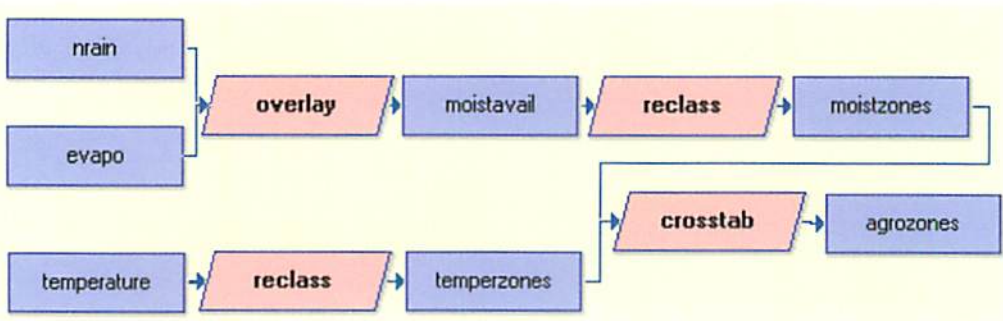 nrain
overlay
moistavail
reclass
moistzones
evapo
crosstab
agrozones
temperature
reclass
temperzones